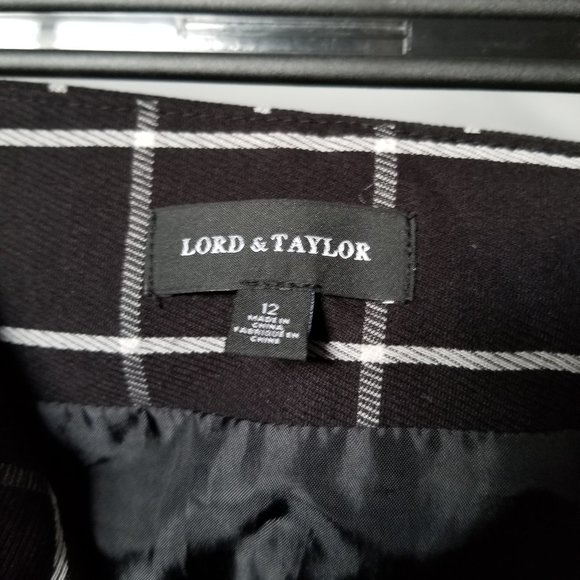 LORD & TAYLOR
12
MADE IN
CHINA
FABRIQUE EN
CHINE